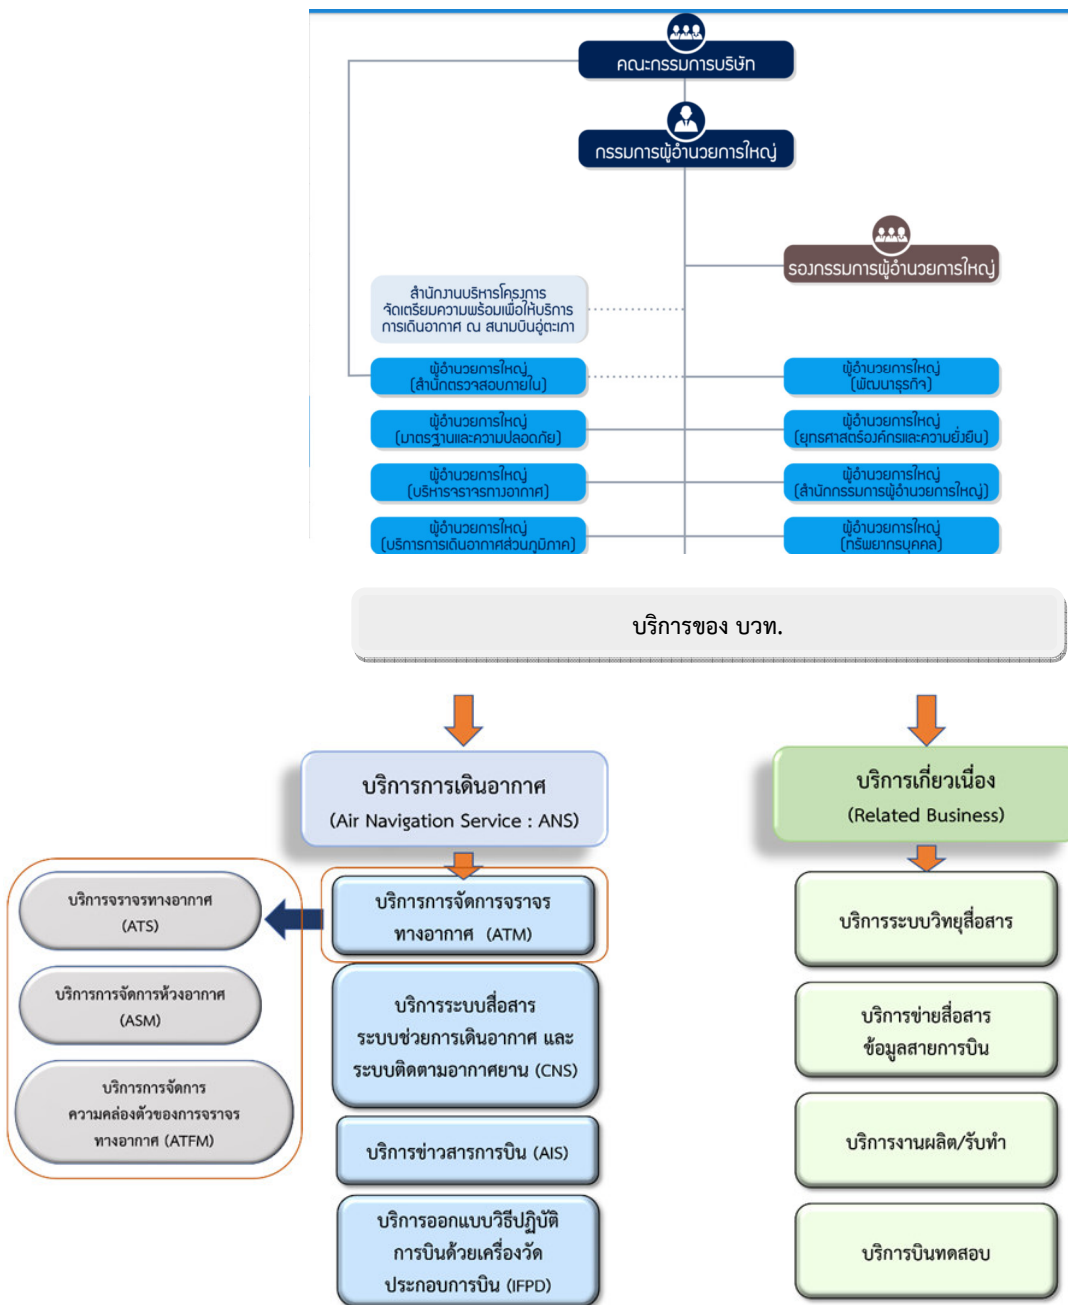 คณะกรรมการบริษัท
กรรมการผู้อำนวยการใหญ่
รองกรรมการผู้อำนวยการใหญ่
สำนักงานบริหารโครงการ
จัดเตรียมความพร้อมเพื่อให้บริการ
การเดินอากาศ ณ สนามบินอู่ตะเภา
ผู้อำนวยการใหญ่
(สำนักตรวจสอบภายใน)
ผู้อำนวยการใหญ่
(พัฒนาธุรกิจ)
ผู้อำนวยการใหญ่
(มาตรฐานและความปลอดภัย)
ผู้อำนวยการใหญ่
(ยุทธศาสตร์องค์กรและความยั่งยืน)
ผู้อำนวยการใหญ่
(บริหารจราจรทางอากาศ)
ผู้อำนวยการใหญ่
(สำนักกรรมการผู้อำนวยการใหญ่)
ผู้อำนวยการใหญ่
(บริการการเดินอากาศส่วนภูมิภาค)
ผู้อำนวยการใหญ่
(ทรัพยากรบุคคล)
บริการของ บวท.
บริการการเดินอากาศ
(Air Navigation Service : ANS)
บริการเกี่ยวเนื่อง
(Related Business)
บริการจราจรทางอากาศ
(ATS)
บริการการจัดการห้วงอากาศ
(ASM)
บริการการจัดการ
ความคล่องตัวของการจราจร
ทางอากาศ (ATFM)
บริการการจัดการจราจร
ทางอากาศ (ATM)
บริการระบบสื่อสาร
ระบบช่วยการเดินอากาศ และ
ระบบติดตามอากาศยาน (CNS)
บริการข่าวสารการบิน (AIS)
บริการออกแบบวิธีปฏิบัติ
การบินด้วยเครื่องวัด
ประกอบการบิน (IFPD)
บริการระบบวิทยุสื่อสาร
บริการข่ายสื่อสาร
ข้อมูลสายการบิน
บริการงานผลิต/รับทำ
บริการบินทดสอบ